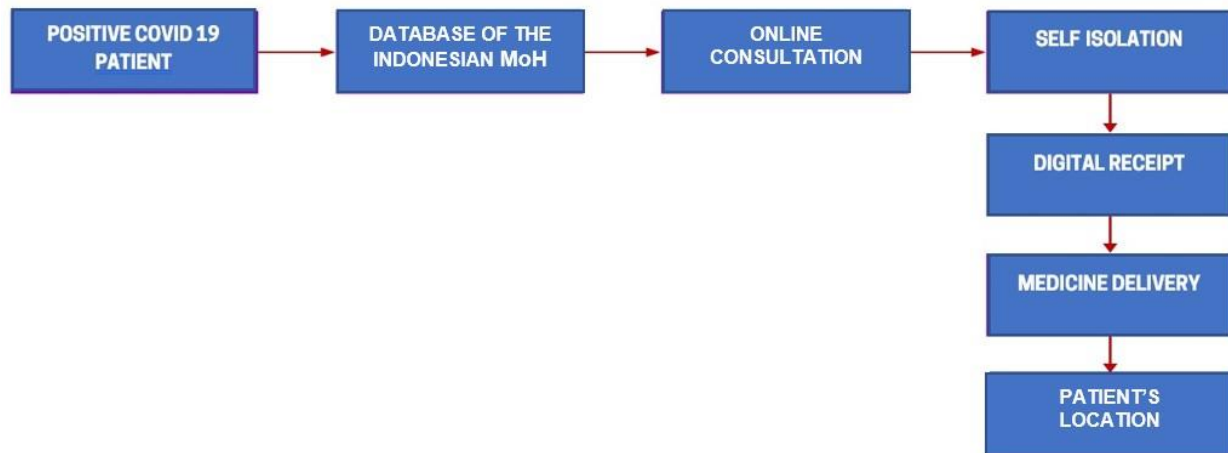 POSITIVE COVID 19
PATIENT
DATABASE OF THE
INDONESIAN MoH
ONLINE
CONSULTATION
SELF ISOLATION
DIGITAL RECEIPT
MEDICINE DELIVERY
PATIENT'S
LOCATION